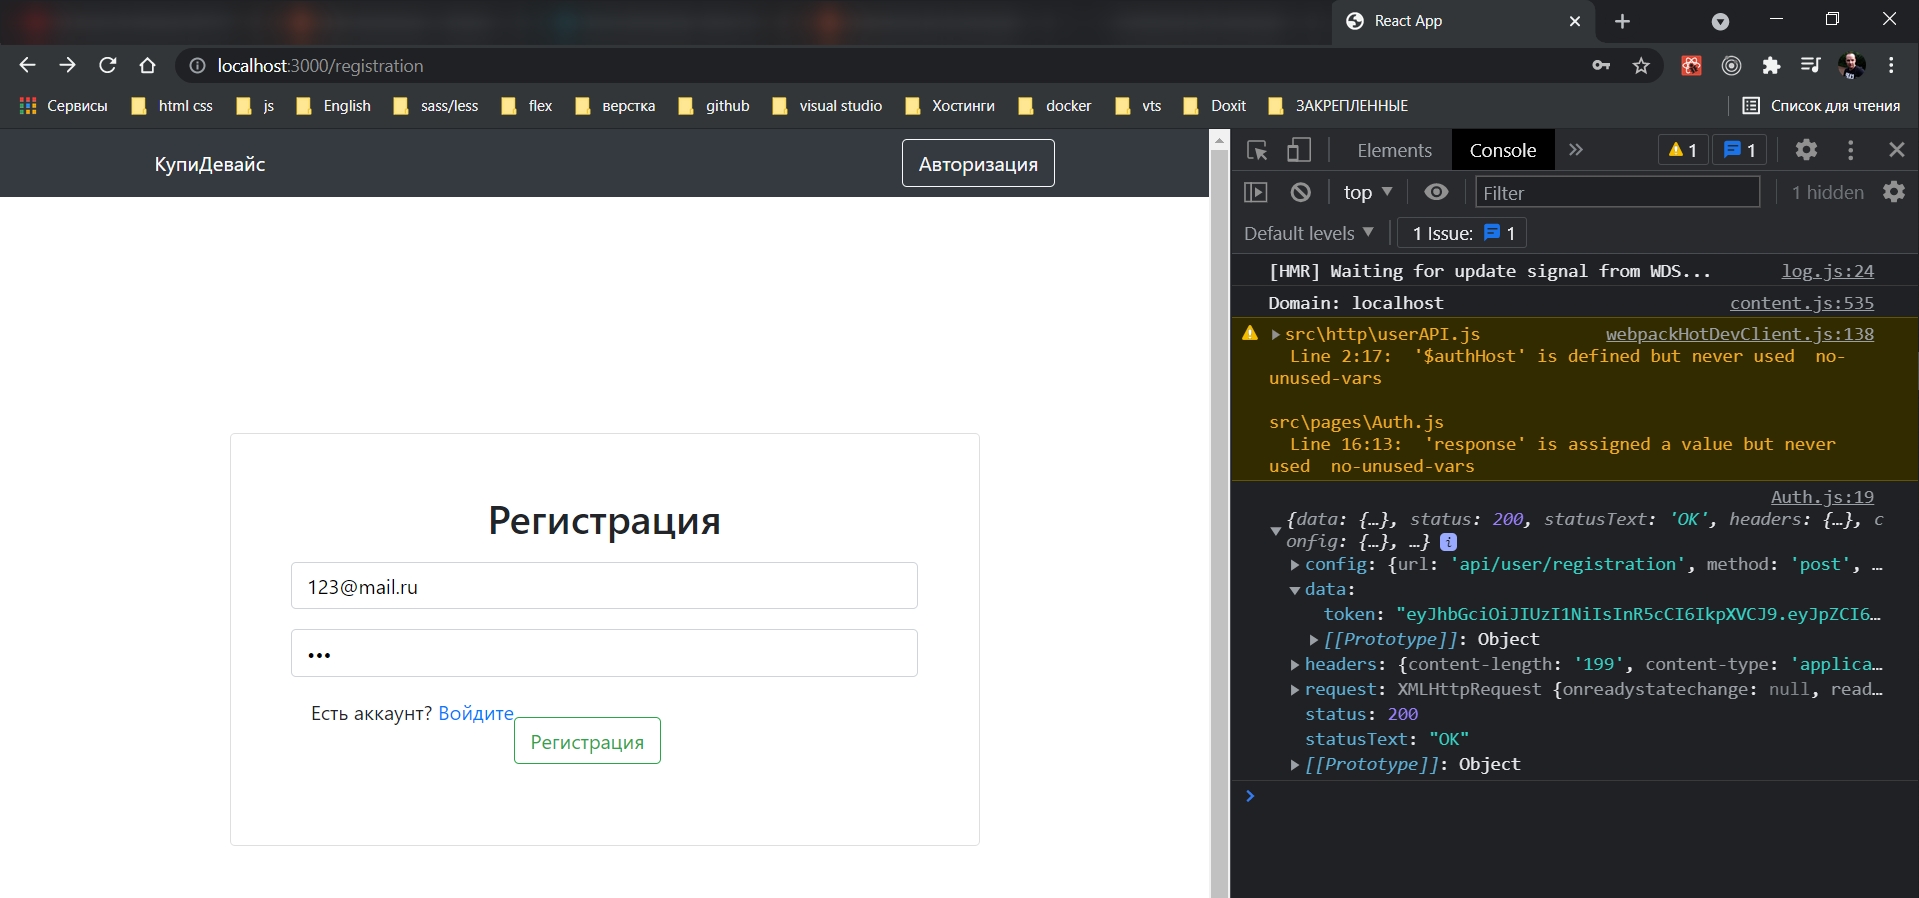 React App
localhost:3000/registration
Сервисы html css js English sass/less flex верстка github visual studio Хостинги docker vts Doxit ЗАКРЕПЛЕННЫЕ Список для чтения
КупиДевайс
Авторизация
Регистрация
123@mail.ru
•••
Есть аккаунт? Войдите
Регистрация
Elements Console 1 1
top Filter 1 hidden
Default levels 1 Issue: 1
[HMR] Waiting for update signal from WDS... log.js:24
Domain: localhost content.js:535
src\http\userAPI.js webpackHotDevClient.js:138
Line 2:17: '$authHost' is defined but never used no-
unused-vars
src\pages\Auth.js
Line 16:13: 'response' is assigned a value but never
used no-unused-vars
Auth.js:19
{data: {…}, status: 200, statusText: 'OK', headers: {…}, c
onfig: {…}, …} i
config: {url: 'api/user/registration', method: 'post', …
data:
token: "eyJhbGciOiJIUzI1NiIsInR5cCI6IkpXVCJ9.eyJpZCI6…
[[Prototype]]: Object
headers: {content-length: '199', content-type: 'applica…
request: XMLHttpRequest {onreadystatechange: null, read…
status: 200
statusText: "OK"
[[Prototype]]: Object